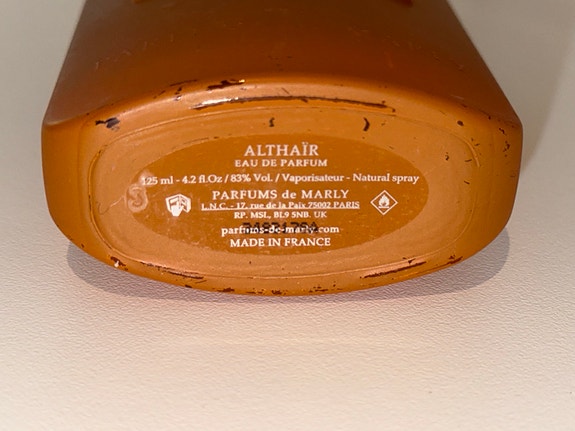 ALTHAÏR
EAU DE PARFUM
125 ml - 4.2 fl.Oz / 83% Vol. / Vaporisateur - Natural spray
PARFUMS de MARLY
L.N.C. - 17, rue de la Paix 75002 PARIS
RP. MSL, BL9 5NB. UK
parfums-de-marly.com
MADE IN FRANCE